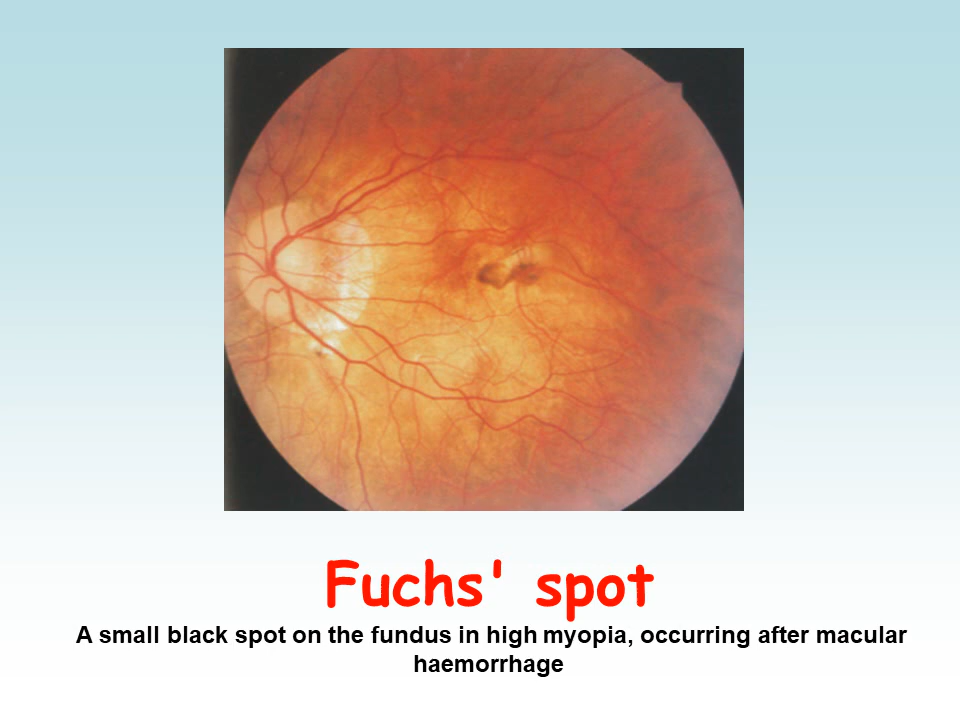 Fuchs' spot
A small black spot on the fundus in high myopia, occurring after macular
haemorrhage